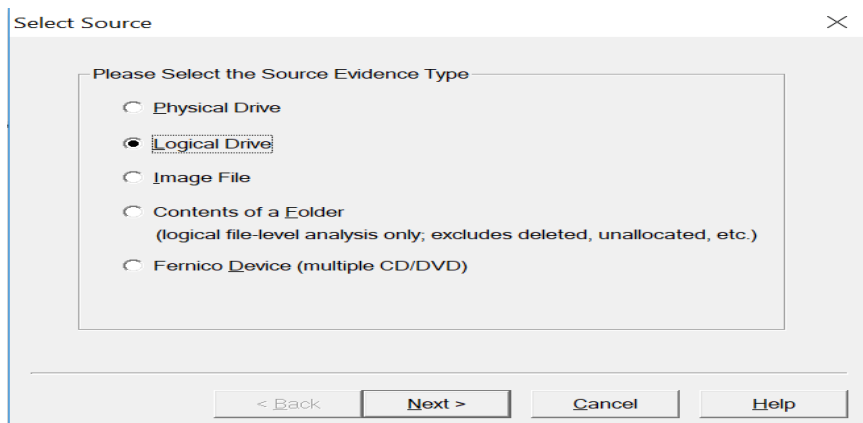 Select Source
Please Select the Source Evidence Type
Physical Drive
Logical Drive
Image File
Contents of a Folder
(logical file-level analysis only; excludes deleted, unallocated, etc.)
Fernico Device (multiple CD/DVD)
< Back Next > Cancel Help